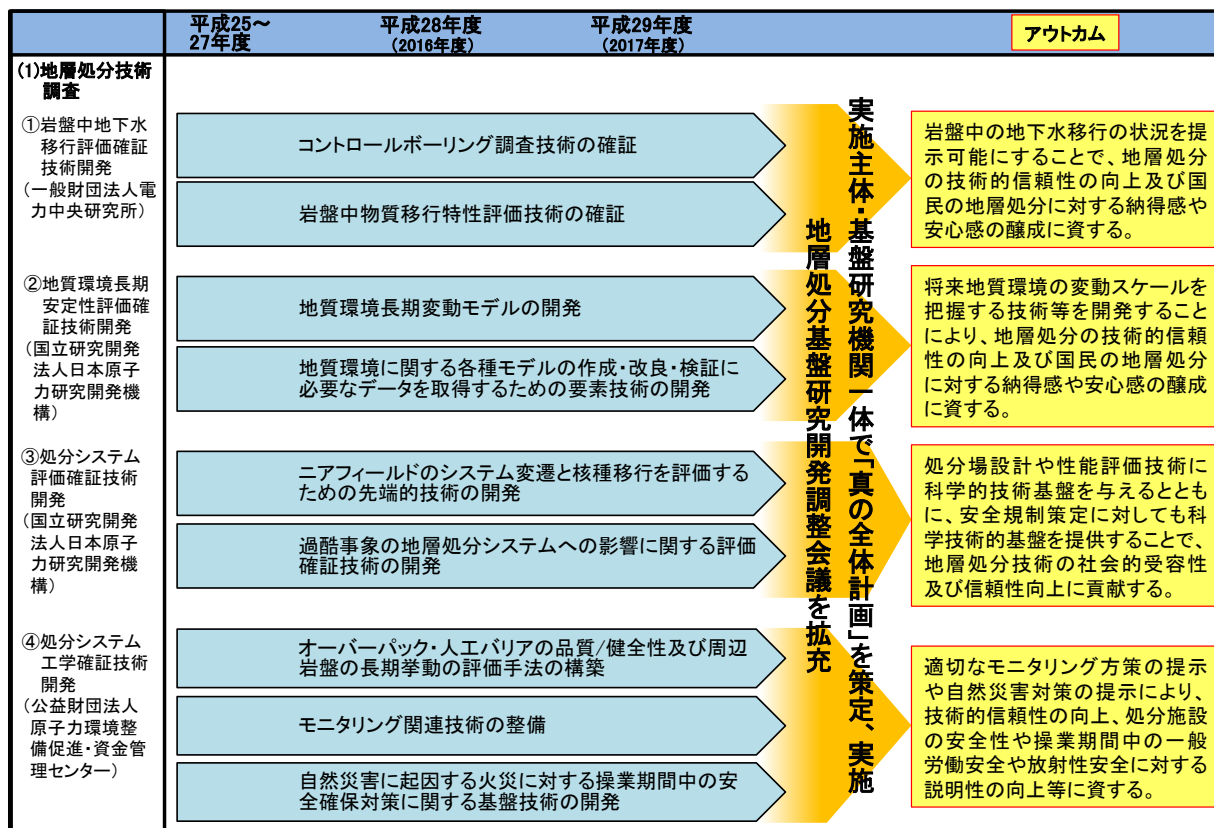 平成25～
27年度
平成28年度
(2016年度)
平成29年度
(2017年度)
アウトカム
(1)地層処分技術
調査
①岩盤中地下水
移行評価確証
技術開発
(一般財団法人電
力中央研究所)
コントロールボーリング調査技術の確証
岩盤中物質移行特性評価技術の確証
岩盤中の地下水移行の状況を提
示可能にすることで、地層処分
の技術的信頼性の向上及び国
民の地層処分に対する納得感や
安心感の醸成に資する。
②地質環境長期
安定性評価確
証技術開発
(国立研究開発
法人日本原子
力研究開発機
構)
地質環境長期変動モデルの開発
地質環境に関する各種モデルの作成・改良・検証に
必要なデータを取得するための要素技術の開発
将来地質環境の変動スケールを
把握する技術等を開発すること
により、地層処分の技術的信頼
性の向上及び国民の地層処分
に対する納得感や安心感の醸成
に資する。
③処分システム
評価確証技術
開発
(国立研究開発
法人日本原子
力研究開発機
構)
ニアフィールドのシステム変遷と核種移行を評価する
ための先端的技術の開発
過酷事象の地層処分システムへの影響に関する評価
確証技術の開発
処分場設計や性能評価技術に
科学的技術基盤を与えるととも
に、安全規制策定に対しても科
学技術的基盤を提供することで、
地層処分技術の社会的受容性
及び信頼性向上に貢献する。
④処分システム
工学確証技術
開発
(公益財団法人
原子力環境整
備促進・資金管
理センター)
オーバーパック・人工バリアの品質/健全性及び周辺
岩盤の長期挙動の評価手法の構築
モニタリング関連技術の整備
自然災害に起因する火災に対する操業期間中の安
全確保対策に関する基盤技術の開発
適切なモニタリング方策の提示
や自然災害対策の提示により、
技術的信頼性の向上、処分施設
の安全性や操業期間中の一般
労働安全や放射性安全に対する
説明性の向上等に資する。
実施主体・基盤研究機関一体で「真の全体計画」を策定、実施
地層処分基盤研究開発調整会議を拡充